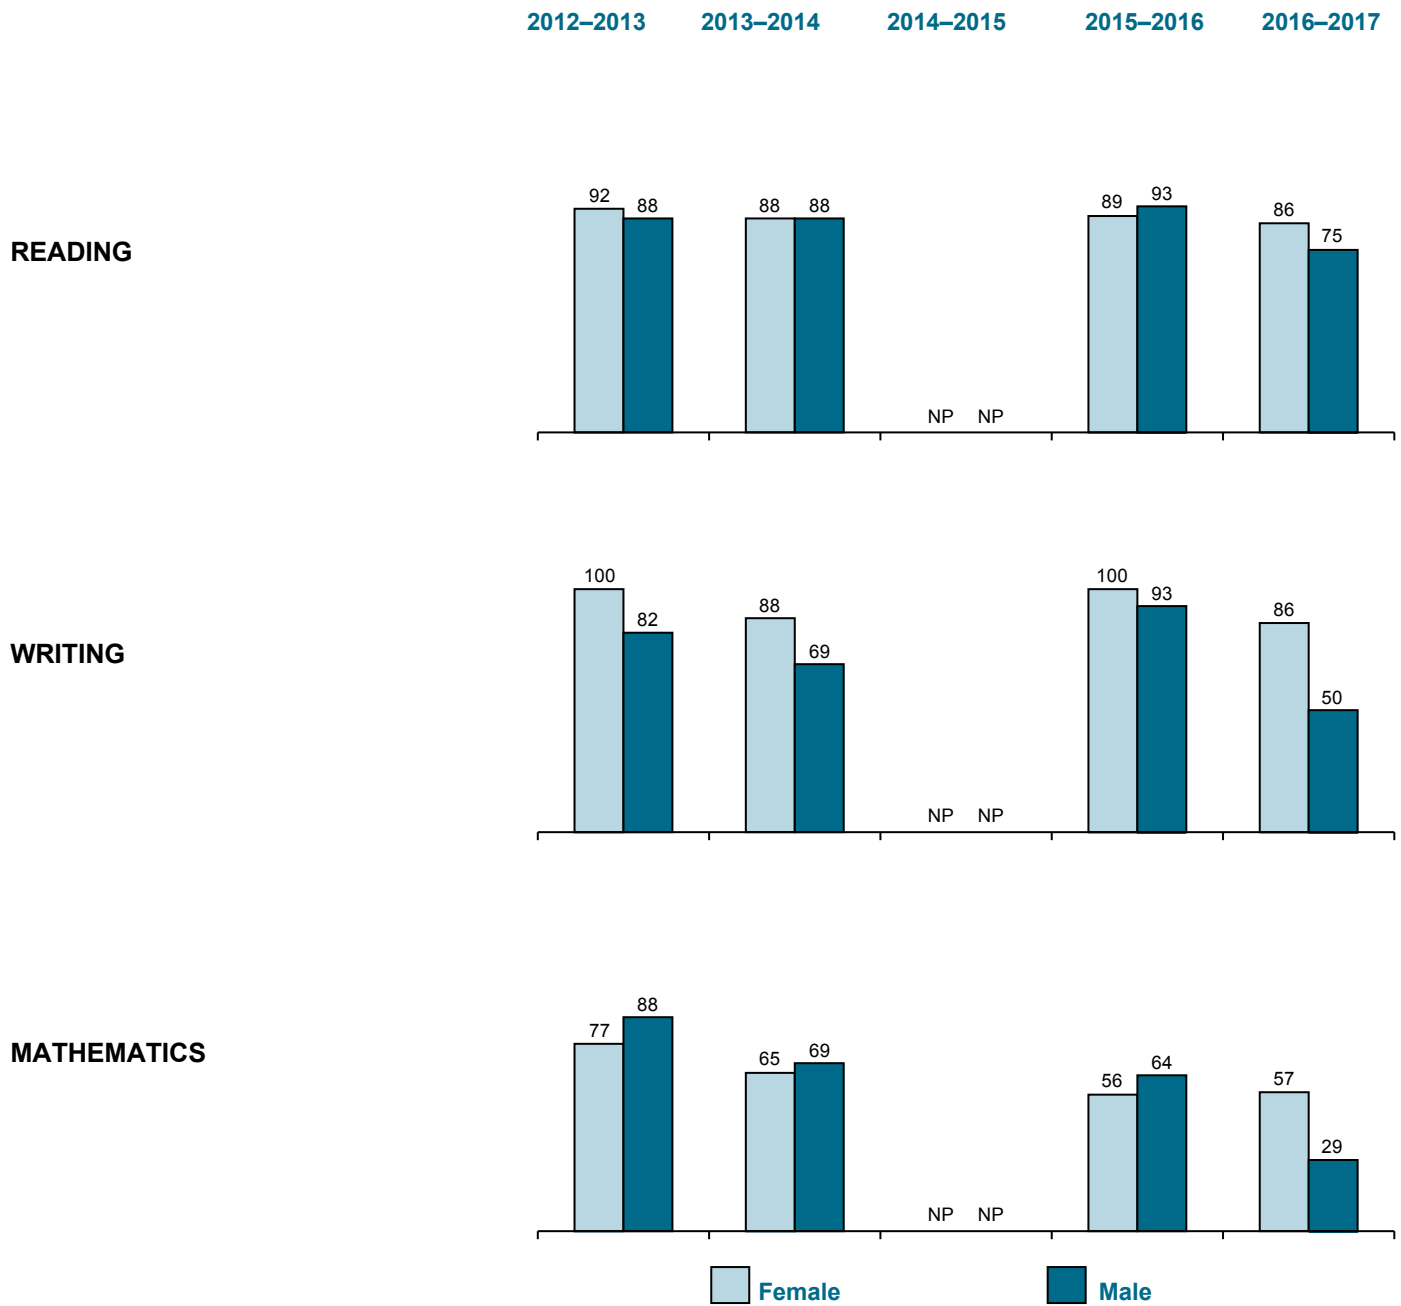 2012–2013 2013–2014 2014–2015 2015–2016 2016–2017
READING
92 88 88 88 NP NP 89 93 86 75
WRITING
100 82 88 69 NP NP 100 93 86 50
MATHEMATICS
77 88 65 69 NP NP 56 64 57 29
Female Male